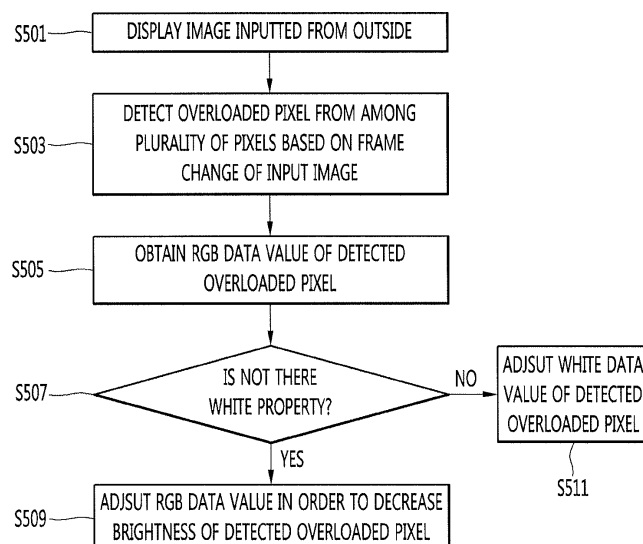 S501
DISPLAY IMAGE INPUTTED FROM OUTSIDE
S503
DETECT OVERLOADED PIXEL FROM AMONG
PLURALITY OF PIXELS BASED ON FRAME
CHANGE OF INPUT IMAGE
S505
OBTAIN RGB DATA VALUE OF DETECTED
OVERLOADED PIXEL
S507
IS NOT THERE
WHITE PROPERTY?
NO
ADJSUT WHITE DATA
VALUE OF DETECTED
OVERLOADED PIXEL
S511
YES
S509
ADJSUT RGB DATA VALUE IN ORDER TO DECREASE
BRIGHTNESS OF DETECTED OVERLOADED PIXEL